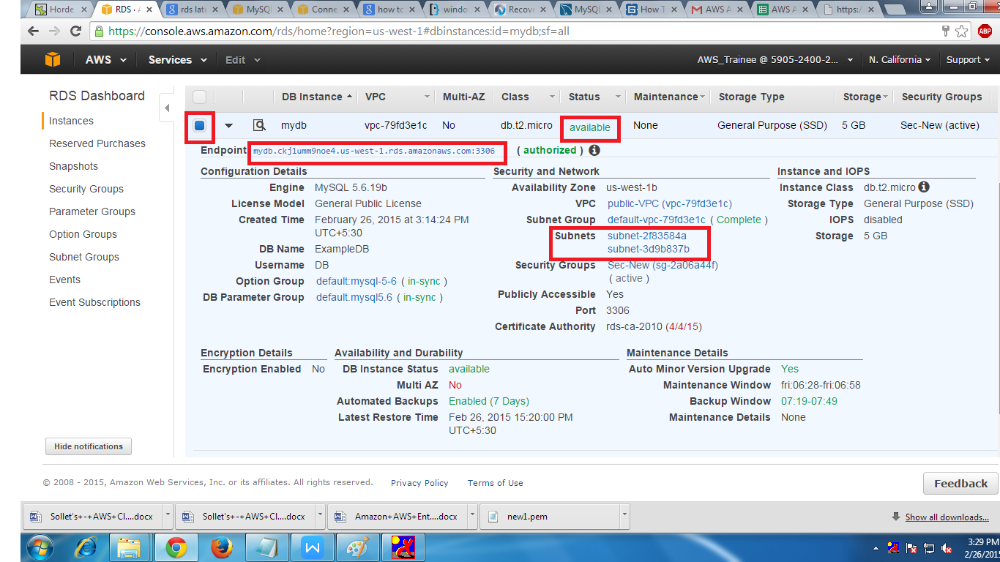 Horde
RDS · A
rds late
MySQL
Conne
how to
windo
Recove
MySQL
How T
AWS A
AWS A
https:/
https://console.aws.amazon.com/rds/home?region=us-west-1#dbinstances:id=mydb;sf=all
ABP
AWS Services Edit AWS_Trainee @ 5905-2400-2... N. California Support
RDS Dashboard
Instances
Reserved Purchases
Snapshots
Security Groups
Parameter Groups
Option Groups
Subnet Groups
Events
Event Subscriptions
Hide notifications
DB Instance VPC Multi-AZ Class Status Maintenance Storage Type Storage Security Groups
mydb vpc-79fd3e1c No db.t2.micro available None General Purpose (SSD) 5 GB Sec-New (active)
Endpoint mydb.ckj1umm9noe4.us-west-1.rds.amazonaws.com:3306 ( authorized )
Configuration Details
Engine MySQL 5.6.19b
License Model General Public License
Created Time February 26, 2015 at 3:14:24 PM
UTC+5:30
DB Name ExampleDB
Username DB
Option Group default:mysql-5-6 ( in-sync )
DB Parameter Group default.mysql5.6 ( in-sync )
Security and Network
Availability Zone us-west-1b
VPC public-VPC (vpc-79fd3e1c)
Subnet Group default-vpc-79fd3e1c ( Complete )
Subnets subnet-2f83584a
subnet-3d9b837b
Security Groups Sec-New (sg-2a06a44f)
( active )
Publicly Accessible Yes
Port 3306
Certificate Authority rds-ca-2010 (4/4/15)
Instance and IOPS
Instance Class db.t2.micro
Storage Type General Purpose (SSD)
IOPS disabled
Storage 5 GB
Encryption Details
Encryption Enabled No
Availability and Durability
DB Instance Status available
Multi AZ No
Automated Backups Enabled (7 Days)
Latest Restore Time Feb 26, 2015 15:20:00 PM
UTC+5:30
Maintenance Details
Auto Minor Version Upgrade Yes
Maintenance Window fri:06:28-fri:06:58
Backup Window 07:19-07:49
Maintenance Details None
© 2008 - 2015, Amazon Web Services, Inc. or its affiliates. All rights reserved. Privacy Policy Terms of Use
Feedback
Sollet's+-+AWS+Cl....docx
Sollet's+-+AWS+Cl....docx
Amazon+AWS+Ent....docx
new1.pem
Show all downloads...
3:29 PM
2/26/2015